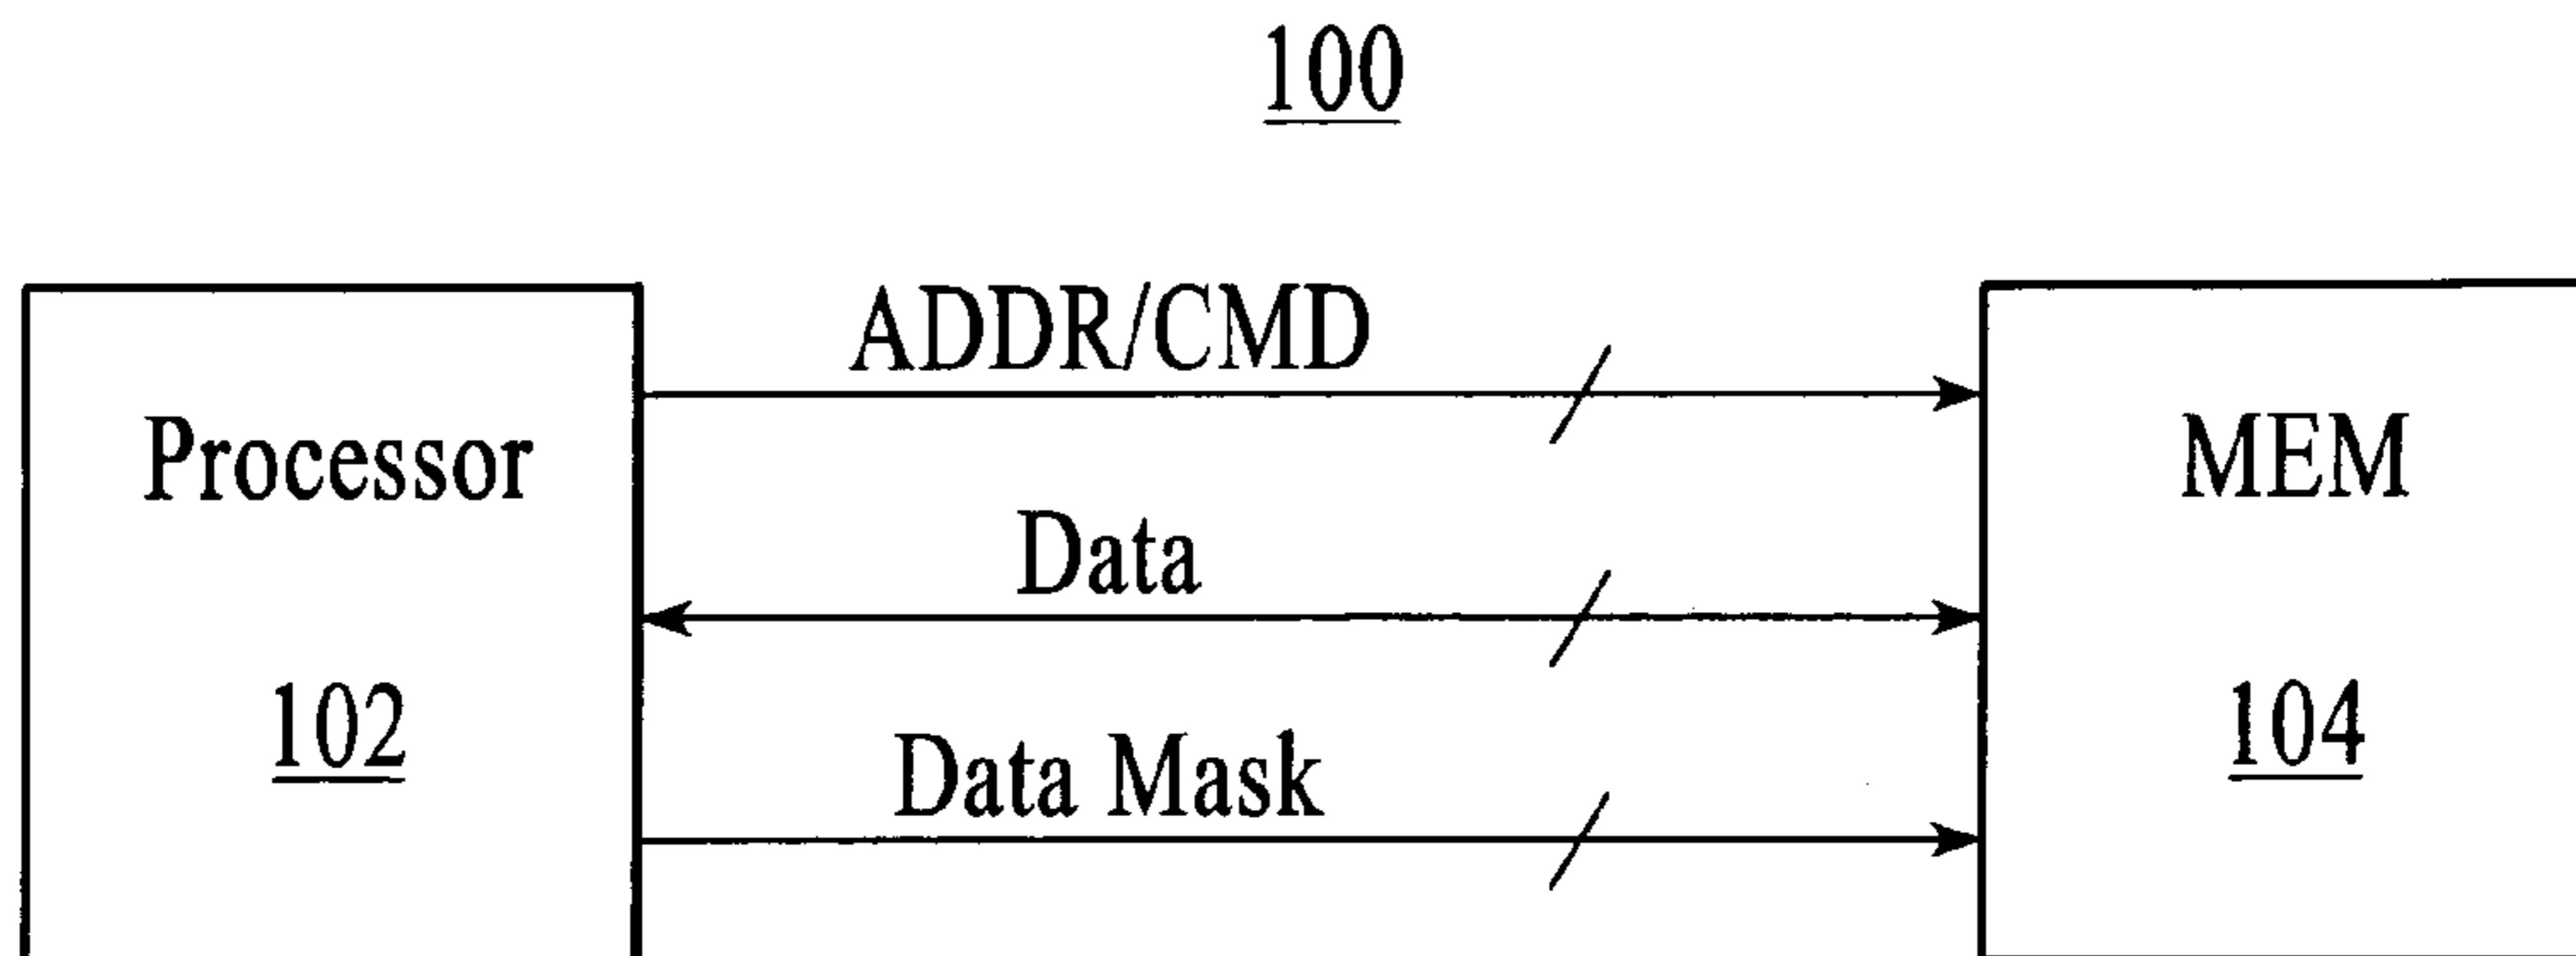 100
ADDR/CMD
Processor
MEM
Data
102
104
Data Mask